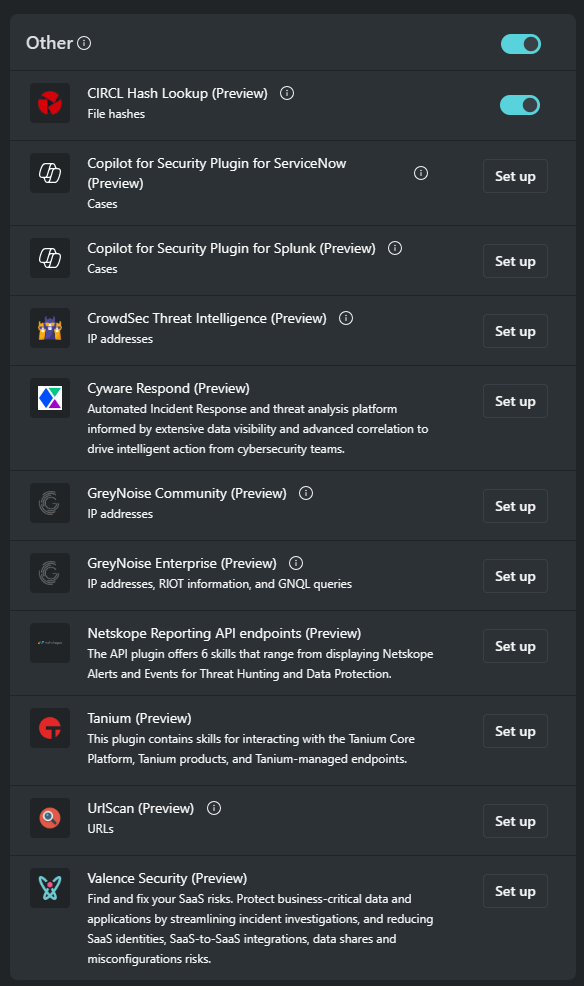 Other
CIRCL Hash Lookup (Preview)
File hashes
Copilot for Security Plugin for ServiceNow
(Preview)
Cases
Set up
Copilot for Security Plugin for Splunk (Preview)
Cases
Set up
CrowdSec Threat Intelligence (Preview)
IP addresses
Set up
Cyware Respond (Preview)
Automated Incident Response and threat analysis platform
informed by extensive data visibility and advanced correlation to
drive intelligent action from cybersecurity teams.
Set up
GreyNoise Community (Preview)
IP addresses
Set up
GreyNoise Enterprise (Preview)
IP addresses, RIOT information, and GNQL queries
Set up
Netskope Reporting API endpoints (Preview)
The API plugin offers 6 skills that range from displaying Netskope
Alerts and Events for Threat Hunting and Data Protection.
Set up
Tanium (Preview)
This plugin contains skills for interacting with the Tanium Core
Platform, Tanium products, and Tanium-managed endpoints.
Set up
UrlScan (Preview)
URLs
Set up
Valence Security (Preview)
Find and fix your SaaS risks. Protect business-critical data and
applications by streamlining incident investigations, and reducing
SaaS identities, SaaS-to-SaaS integrations, data shares and
misconfigurations risks.
Set up